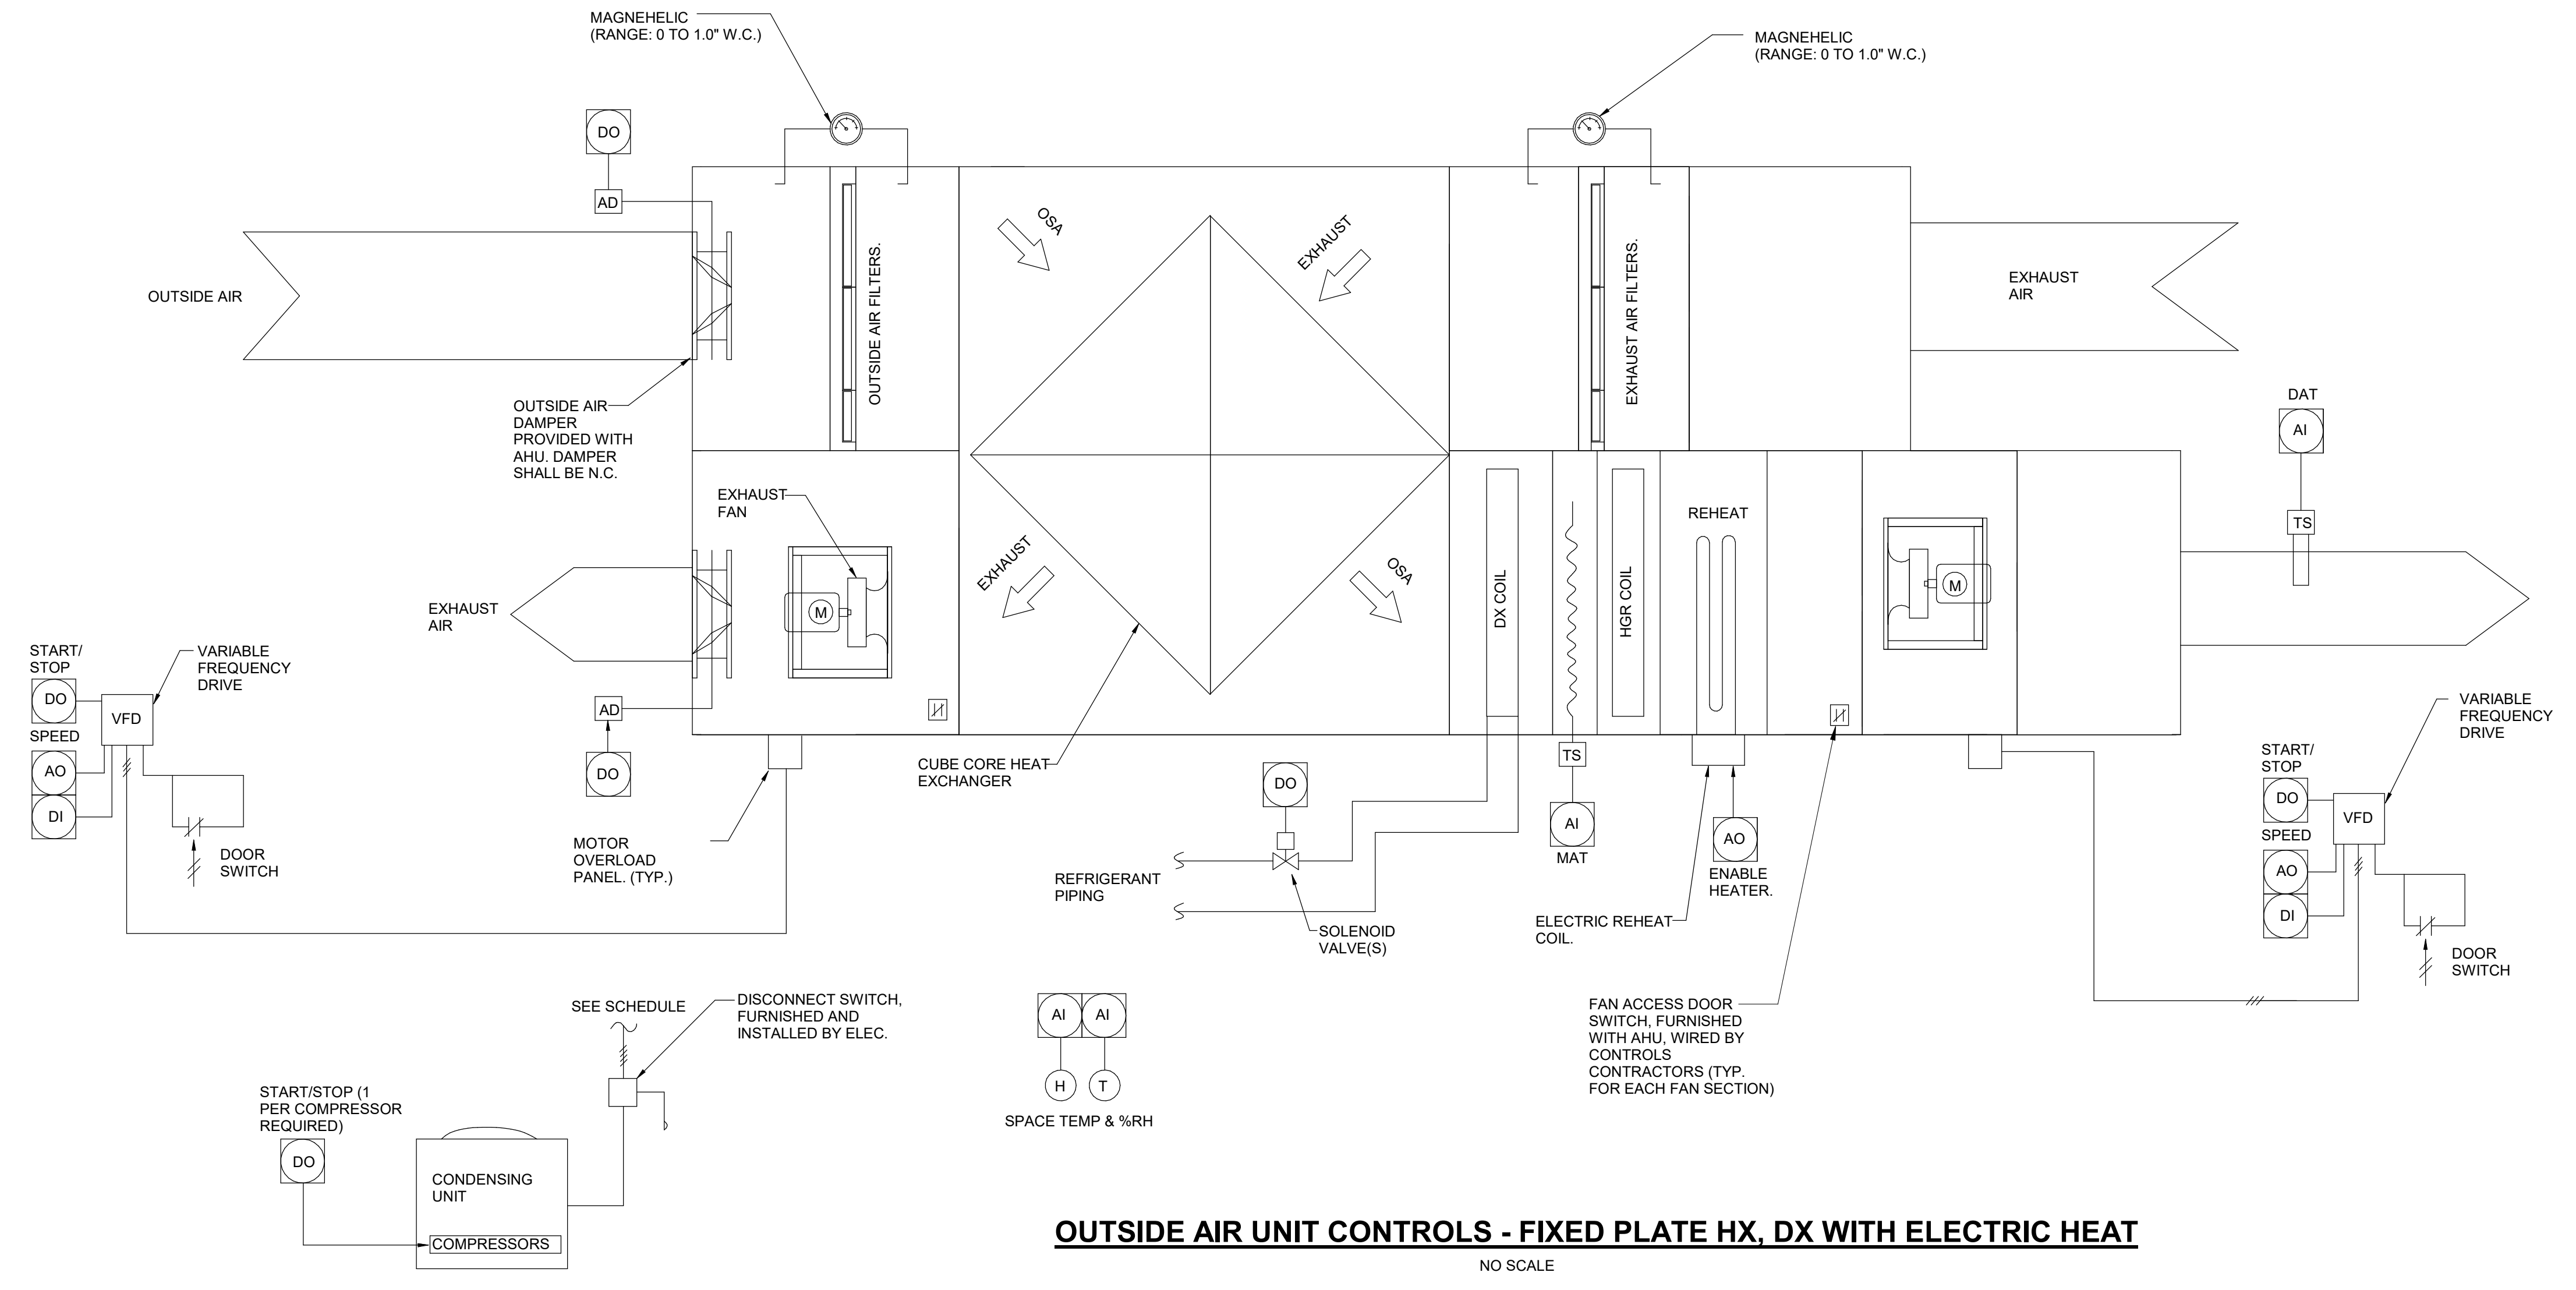 MAGNEHELIC
(RANGE: 0 TO 1.0" W.C.)
MAGNEHELIC
(RANGE: 0 TO 1.0" W.C.)
DO
AD
OSA
EXHAUST
OUTSIDE AIR FILTERS.
EXHAUST AIR FILTERS.
OUTSIDE AIR
EXHAUST
AIR
OUTSIDE AIR
DAMPER
PROVIDED WITH
AHU. DAMPER
SHALL BE N.C.
DAT
AI
TS
EXHAUST
FAN
REHEAT
M
M
EXHAUST
OSA
DX COIL
HGR COIL
EXHAUST
AIR
START/
STOP
VARIABLE
FREQUENCY
DRIVE
DO
VFD
SPEED
AO
DI
DOOR
SWITCH
AD
DO
MOTOR
OVERLOAD
PANEL. (TYP.)
CUBE CORE HEAT
EXCHANGER
DO
TS
AI
MAT
AO
ENABLE
HEATER.
REFRIGERANT
PIPING
SOLENOID
VALVE(S)
ELECTRIC REHEAT
COIL.
VARIABLE
FREQUENCY
DRIVE
START/
STOP
DO
VFD
SPEED
AO
DI
DOOR
SWITCH
SEE SCHEDULE
DISCONNECT SWITCH,
FURNISHED AND
INSTALLED BY ELEC.
AI
AI
H
T
SPACE TEMP & %RH
FAN ACCESS DOOR
SWITCH, FURNISHED
WITH AHU, WIRED BY
CONTROLS
CONTRACTORS (TYP.
FOR EACH FAN SECTION)
START/STOP (1
PER COMPRESSOR
REQUIRED)
DO
CONDENSING
UNIT
COMPRESSORS
OUTSIDE AIR UNIT CONTROLS - FIXED PLATE HX, DX WITH ELECTRIC HEAT
NO SCALE